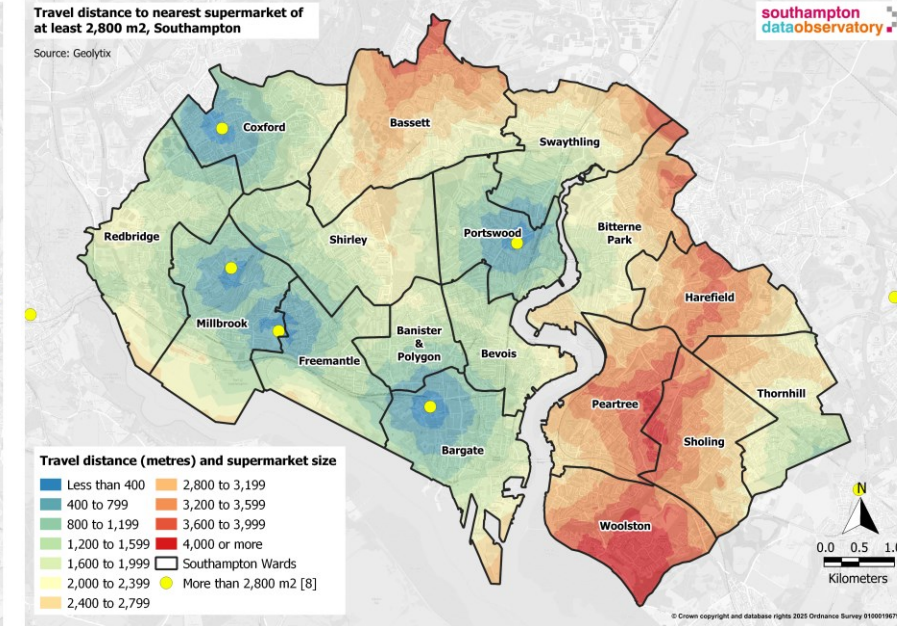 Travel distance to nearest supermarket of
at least 2,800 m2, Southampton
Source: Geolytix
southampton
dataobservatory
Coxford
Bassett
Swaythling
Redbridge
Shirley
Portswood
Bitterne
Park
Harefield
Millbrook
Freemantle
Banister
&
Polygon
Bevois
Thornhill
Peartree
Sholing
Bargate
Woolston
Travel distance (metres) and supermarket size
Less than 400
400 to 799
800 to 1,199
1,200 to 1,599
1,600 to 1,999
2,000 to 2,399
2,400 to 2,799
2,800 to 3,199
3,200 to 3,599
3,600 to 3,999
4,000 or more
Southampton Wards
More than 2,800 m2 [8]
N
0.0 0.5 1.0
Kilometers
© Crown copyright and database rights 2025 Ordnance Survey